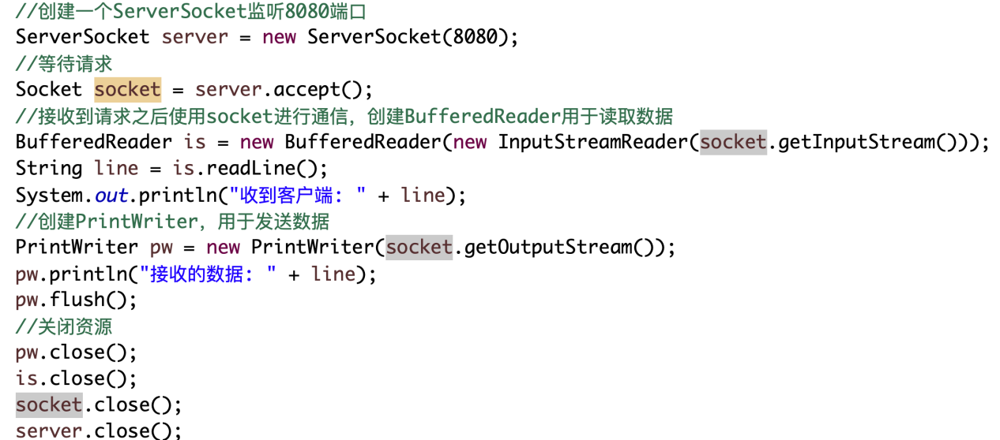 //创建一个ServerSocket监听8080端口
ServerSocket server = new ServerSocket(8080);
//等待请求
Socket socket = server.accept();
//接收到请求之后使用socket进行通信，创建BufferedReader用于读取数据
BufferedReader is = new BufferedReader(new InputStreamReader(socket.getInputStream()));
String line = is.readLine();
System.out.println("收到客户端: " + line);
//创建PrintWriter，用于发送数据
PrintWriter pw = new PrintWriter(socket.getOutputStream());
pw.println("接收的数据: " + line);
pw.flush();
//关闭资源
pw.close();
is.close();
socket.close();
server.close();